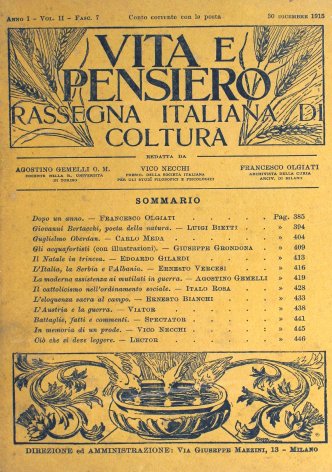 Anno I - Vol. II - Fasc. 7 Conto corrente con la posta 30 dicembre 1915
VITA E
PENSIERO
RASSEGNA ITALIANA DI
COLTURA
REDATTA DA
AGOSTINO GEMELLI O. M. VICO NECCHI FRANCESCO OLGIATI
DOCENTE NELLA R. UNIVERSITÀ PRESID. DELLA SOCIETÀ ITALIANA ARCHIVISTA DELLA CURIA
DI TORINO PER GLI STUDI FILOSOFICI E PSICOLOGICI ARCIV. DI MILANO
SOMMARIO
Dopo un anno. — Francesco Olgiati Pag. 385
Giovanni Bertacchi, poeta della natura. — Luigi Bietti » 394
Guglielmo Oberdan. — Carlo Meda » 404
Gli acquafortisti (con illustrazioni). — Giuseppe Grondona » 409
Il Natale in trincea. — Edoardo Gilardi » 413
L'Italia, la Serbia e l'Albania. — Ernesto Vercesi » 416
La moderna assistenza ai mutilati in guerra. — Agostino Gemelli » 419
Il cattolicismo nell'ordinamento sociale. — Italo Rosa » 428
L'eloquenza sacra al campo. — Ernesto Bianchi » 433
L'Austria e la guerra. — Viator » 438
Battaglie, fatti e commenti. — Spectator » 441
In memoria di un prode. — Vico Necchi » 445
Ciò che si deve leggere. — Lector » 446
DIREZIONE ed AMMINISTRAZIONE: Via Giuseppe Mazzini, 13 - Milano